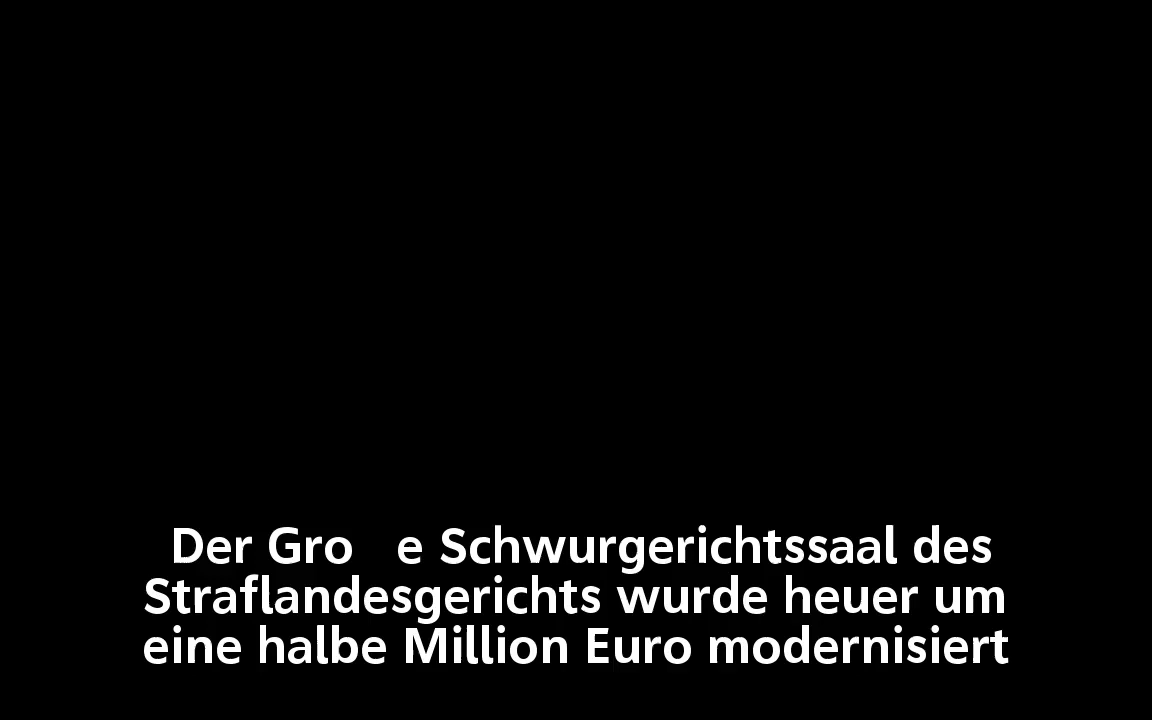 Der Gro e Schwurgerichtssaal des
Straflandesgerichts wurde heuer um
eine halbe Million Euro modernisiert